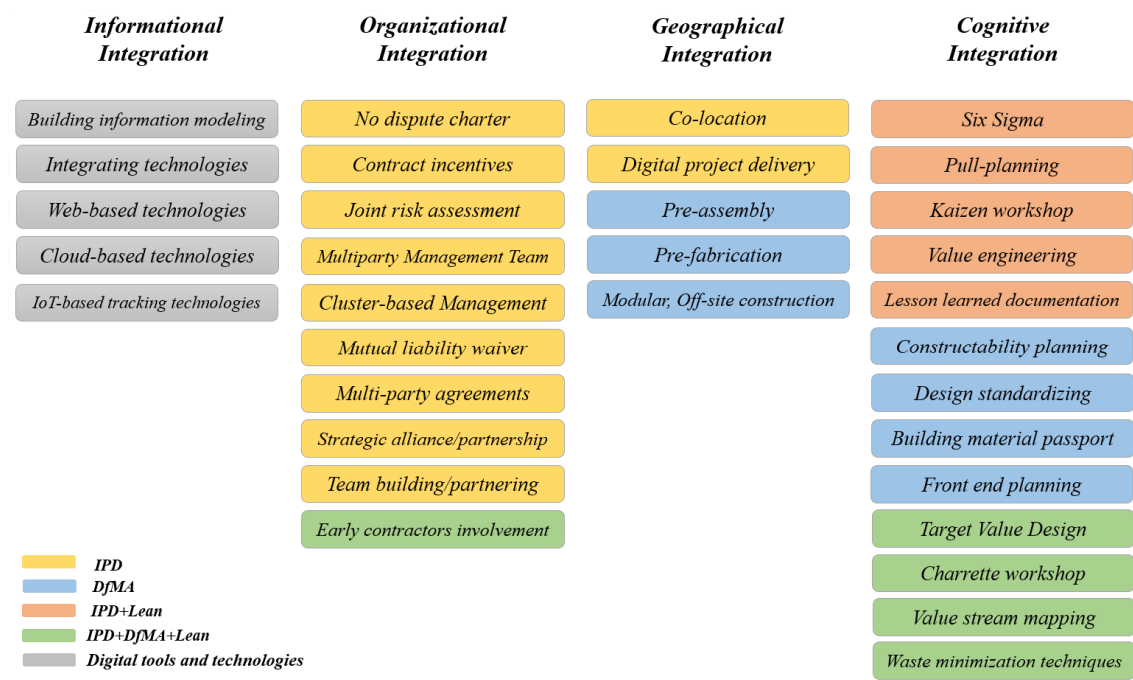 Informational
Integration
Organizational
Integration
Geographical
Integration
Cognitive
Integration
Building information modeling
Integrating technologies
Web-based technologies
Cloud-based technologies
IoT-based tracking technologies
No dispute charter
Contract incentives
Joint risk assessment
Multiparty Management Team
Cluster-based Management
Mutual liability waiver
Multi-party agreements
Strategic alliance/partnership
Team building/partnering
Early contractors involvement
Co-location
Digital project delivery
Pre-assembly
Pre-fabrication
Modular, Off-site construction
Six Sigma
Pull-planning
Kaizen workshop
Value engineering
Lesson learned documentation
Constructability planning
Design standardizing
Building material passport
Front end planning
Target Value Design
Charrette workshop
Value stream mapping
Waste minimization techniques
IPD
DfMA
IPD+Lean
IPD+DfMA+Lean
Digital tools and technologies